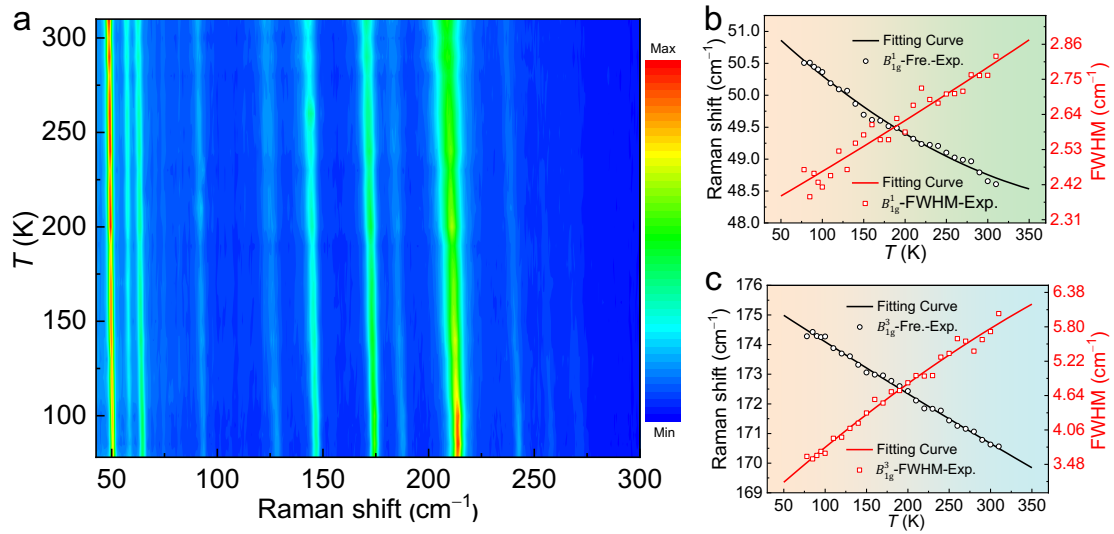 a
300
250
200
150
100
T (K)
50 100 150 200 250 300
Raman shift (cm⁻¹)
Max
Min
b
51.0
50.5
50.0
49.5
49.0
48.5
48.0
Raman shift (cm⁻¹)
Fitting Curve
B¹₁g-Fre.-Exp.
Fitting Curve
B¹₁g-FWHM-Exp.
2.86
2.75
2.64
2.53
2.42
2.31
FWHM (cm⁻¹)
50 100 150 200 250 300 350
T (K)
c
176
175
174
173
172
171
170
169
Raman shift (cm⁻¹)
Fitting Curve
B³₁g-Fre.-Exp.
Fitting Curve
B³₁g-FWHM-Exp.
6.38
5.80
5.22
4.64
4.06
3.48
FWHM (cm⁻¹)
50 100 150 200 250 300 350
T (K)